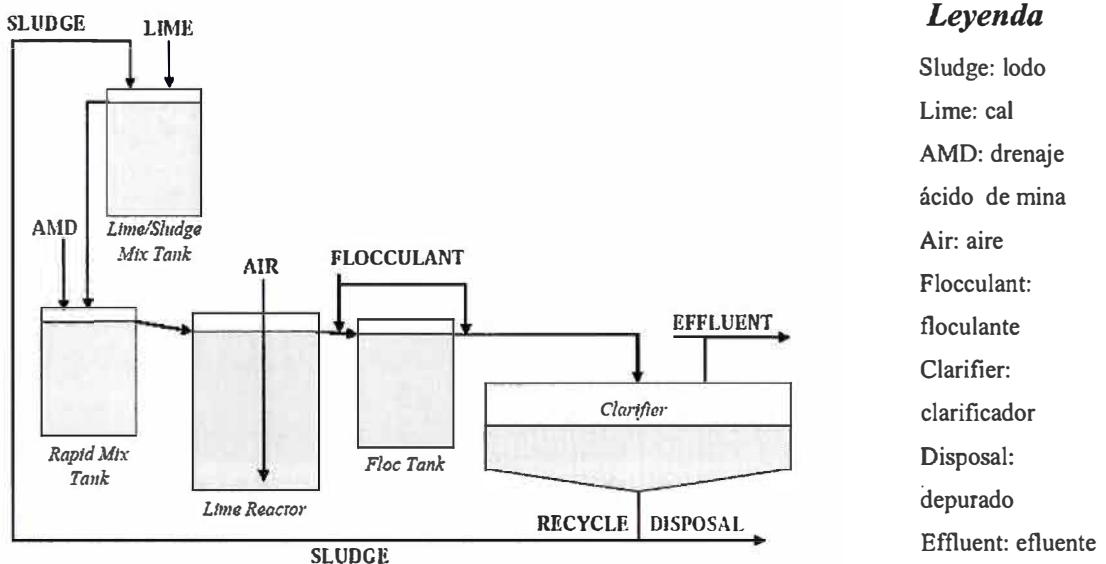 SLUDGE
LIME
Lime/Sludge
Mix Tank
AMD
Rapid Mix
Tank
AIR
Lime Reactor
FLOCCULANT
Floc Tank
EFFLUENT
Clarifier
RECYCLE
DISPOSAL
SLUDGE
Leyenda
Sludge: lodo
Lime: cal
AMD: drenaje
ácido de mina
Air: aire
Flocculant:
floculante
Clarifier:
clarificador
Disposal:
depurado
Effluent: efluente